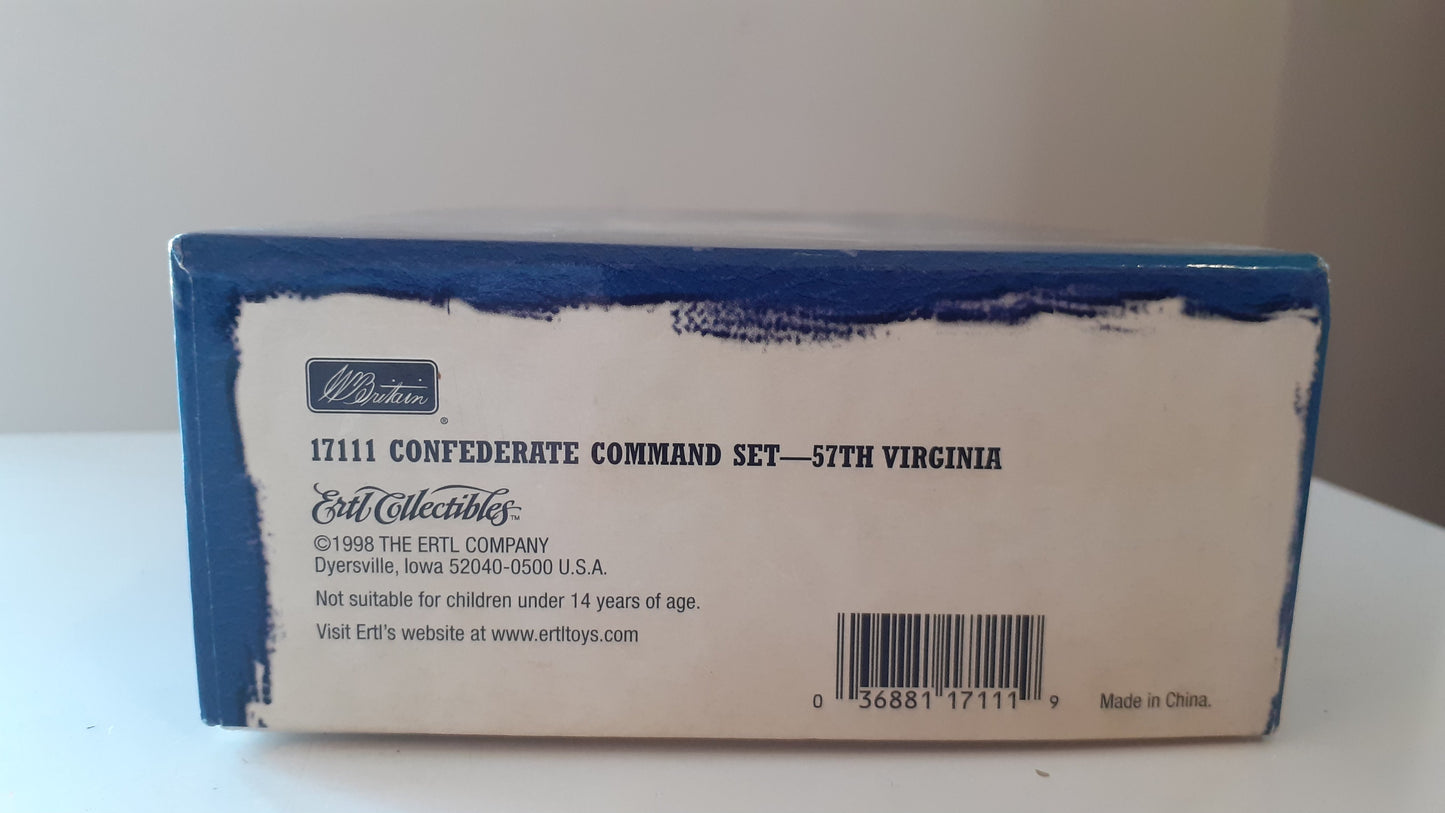 WBritain
®
17111 CONFEDERATE COMMAND SET—57TH VIRGINIA
Ertl Collectibles™
©1998 THE ERTL COMPANY
Dyersville, Iowa 52040-0500 U.S.A.
Not suitable for children under 14 years of age.
Visit Ertl's website at www.ertltoys.com
0 36881 17111 9
Made in China.